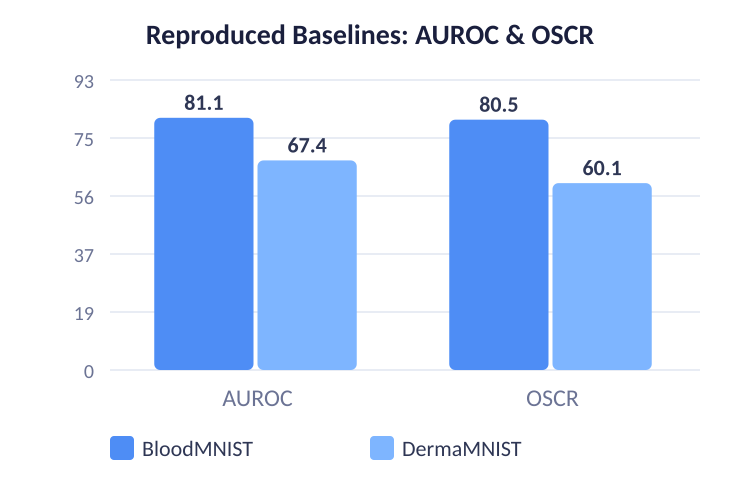 Reproduced Baselines: AUROC & OSCR
93
75
56
37
19
0
81.1
67.4
80.5
60.1
AUROC
OSCR
BloodMNIST
DermaMNIST